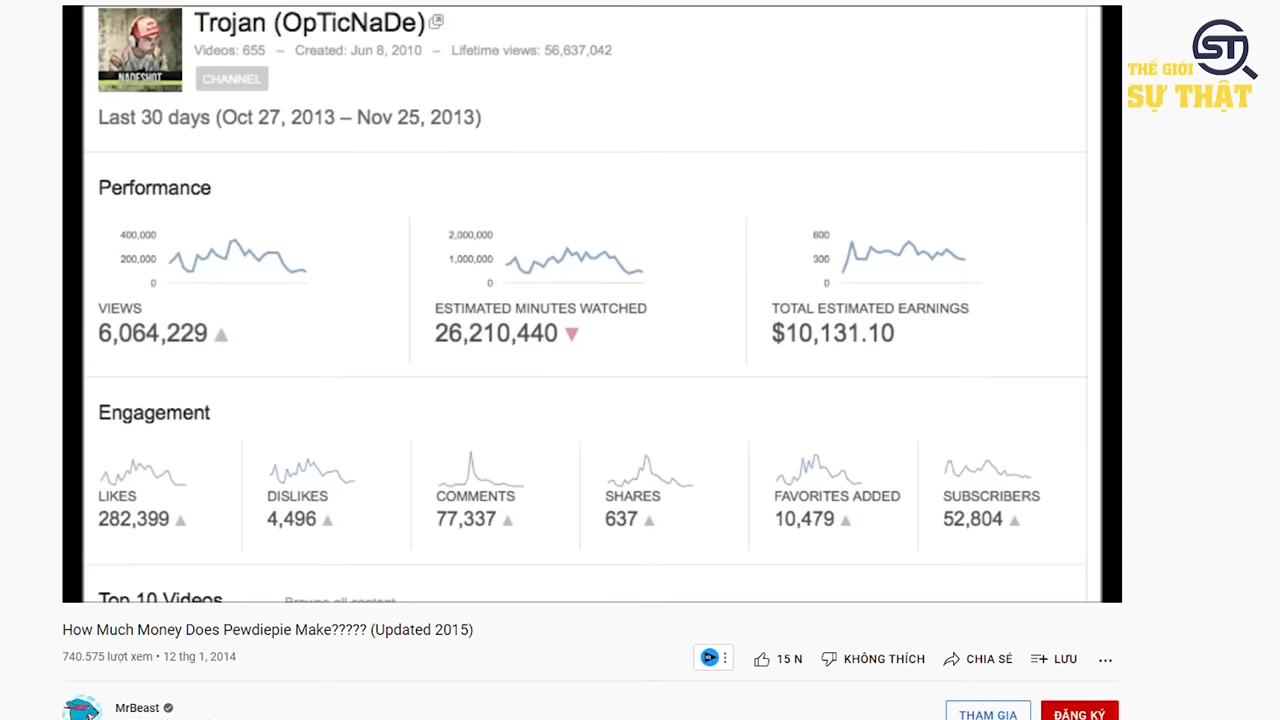 Trojan (OpTicNaDe)
Videos: 655 – Created: Jun 8, 2010 – Lifetime views: 56,637,042
NADESHOT
CHANNEL
Last 30 days (Oct 27, 2013 – Nov 25, 2013)
ST
THẾ GIỚI
SỰ THẬT
Performance
400,000
200,000
0
VIEWS
6,064,229
2,000,000
1,000,000
0
ESTIMATED MINUTES WATCHED
26,210,440
600
300
0
TOTAL ESTIMATED EARNINGS
$10,131.10
Engagement
LIKES
282,399
DISLIKES
4,496
COMMENTS
77,337
SHARES
637
FAVORITES ADDED
10,479
SUBSCRIBERS
52,804
Top 10 Videos Browse all content
How Much Money Does Pewdiepie Make????? (Updated 2015)
740.575 lượt xem • 12 thg 1, 2014
15 N KHÔNG THÍCH CHIA SẺ LƯU
MrBeast
THAM GIA ĐĂNG KÝ